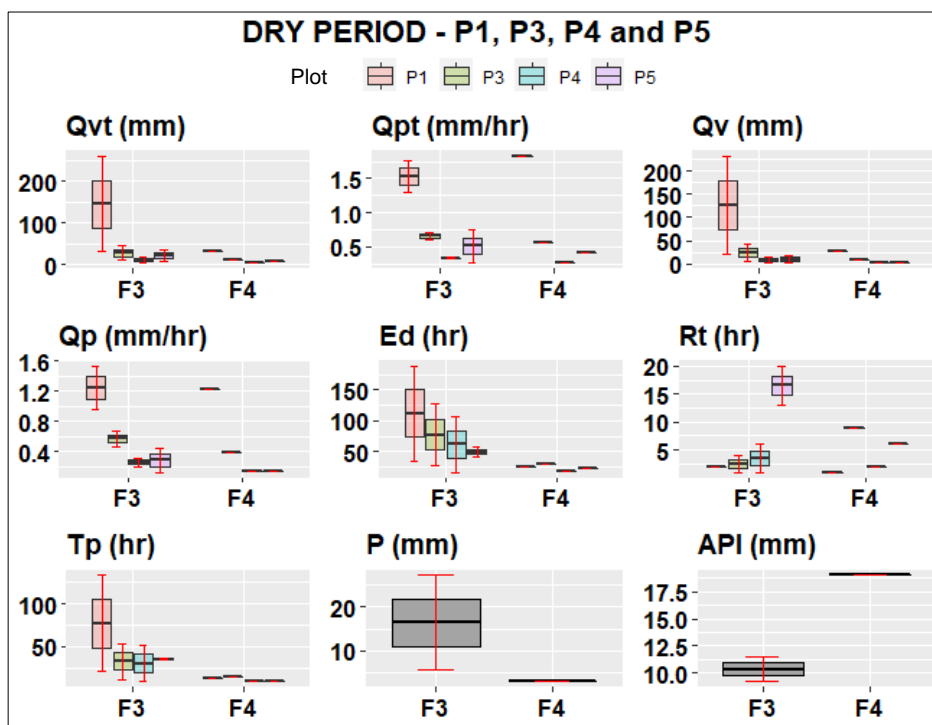 DRY PERIOD - P1, P3, P4 and P5
Plot P1 P3 P4 P5
Qvt (mm) Qpt (mm/hr) Qv (mm)
200
100
0
F3 F4
1.5
1.0
0.5
F3 F4
200
150
100
50
0
F3 F4
Qp (mm/hr) Ed (hr) Rt (hr)
1.6
1.2
0.8
0.4
F3 F4
150
100
50
F3 F4
20
15
10
5
F3 F4
Tp (hr) P (mm) API (mm)
100
50
F3 F4
20
10
F3 F4
17.5
15.0
12.5
10.0
F3 F4